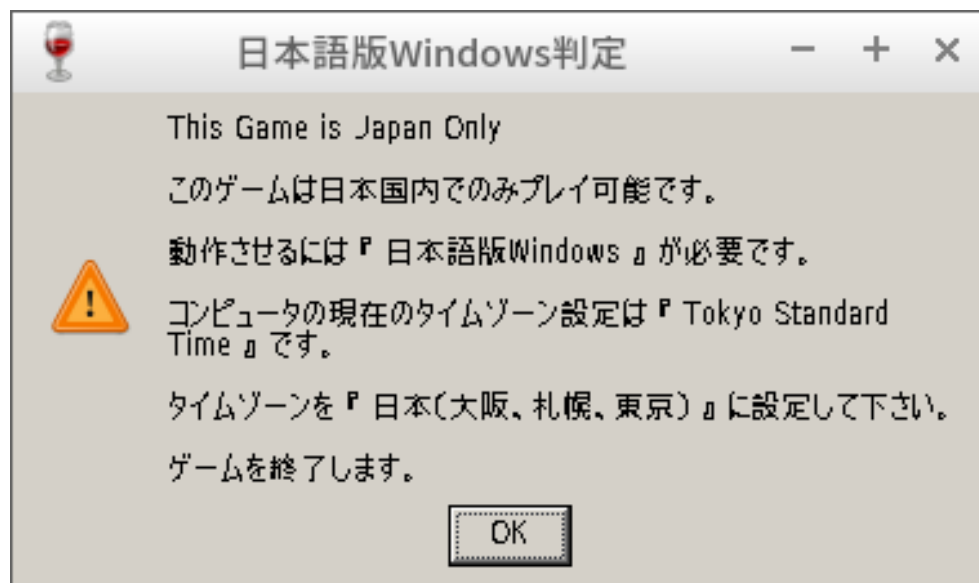 日本語版Windows判定
This Game is Japan Only
このゲームは日本国内でのみプレイ可能です。
動作させるには『 日本語版Windows 』が必要です。
コンピュータの現在のタイムゾーン設定は『 Tokyo Standard
Time 』です。
タイムゾーンを『 日本(大阪、札幌、東京) 』に設定して下さい。
ゲームを終了します。
OK